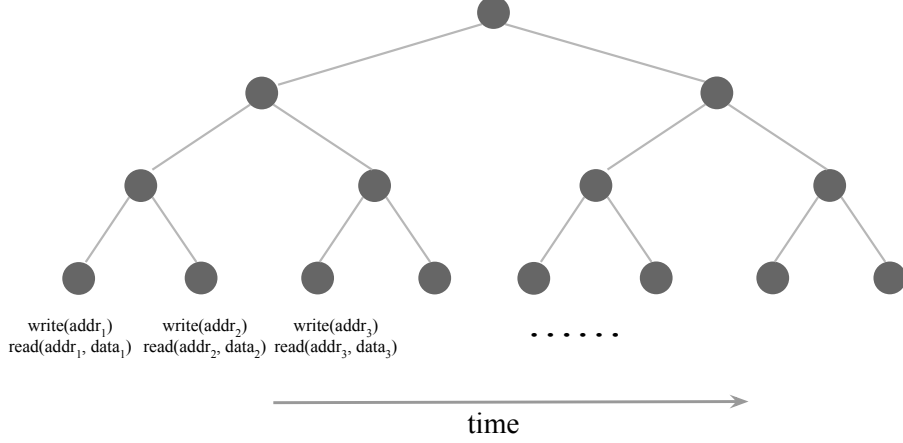 write(addr₁) write(addr₂) write(addr₃)
read(addr₁, data₁) read(addr₂, data₂) read(addr₃, data₃)
. . . . . .
time